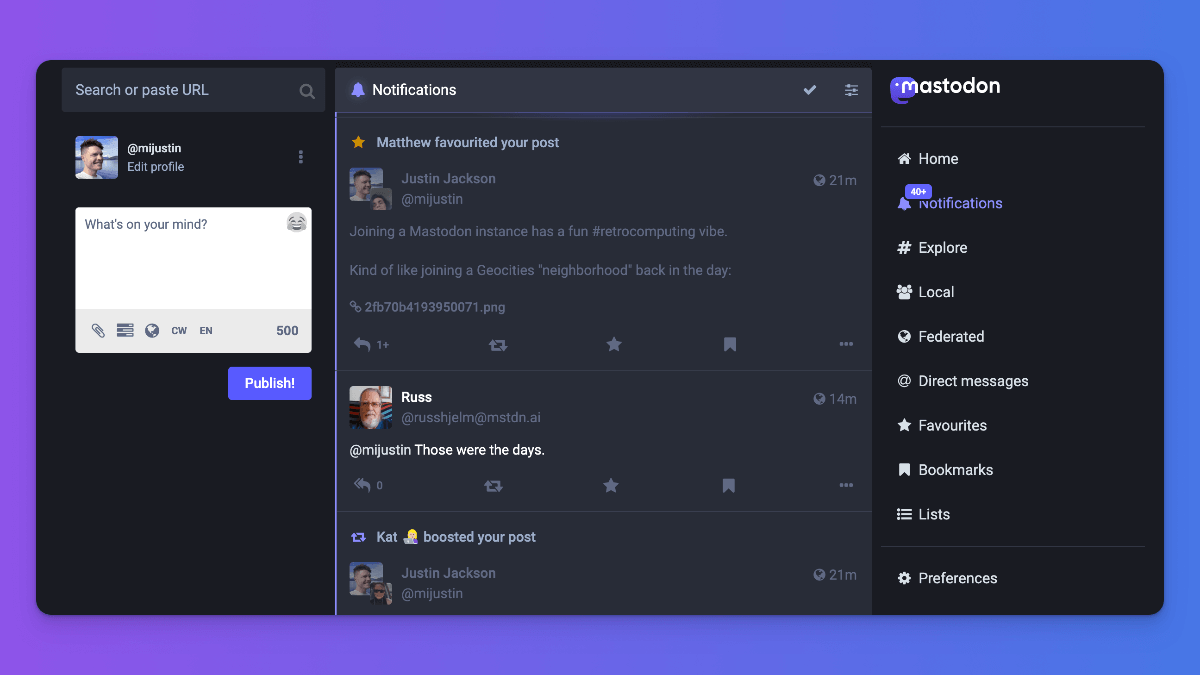 Search or paste URL
@mijustin
Edit profile
What's on your mind?
CW EN 500
Publish!
Notifications
Matthew favourited your post
Justin Jackson
21m
@mijustin
Joining a Mastodon instance has a fun #retrocomputing vibe.
Kind of like joining a Geocities "neighborhood" back in the day:
2fb70b4193950071.png
1+
Russ
14m
@russhjelm@mstdn.ai
@mijustin Those were the days.
0
Kat boosted your post
Justin Jackson
21m
@mijustin
mastodon
Home
40+
Notifications
# Explore
Local
Federated
@ Direct messages
Favourites
Bookmarks
Lists
Preferences